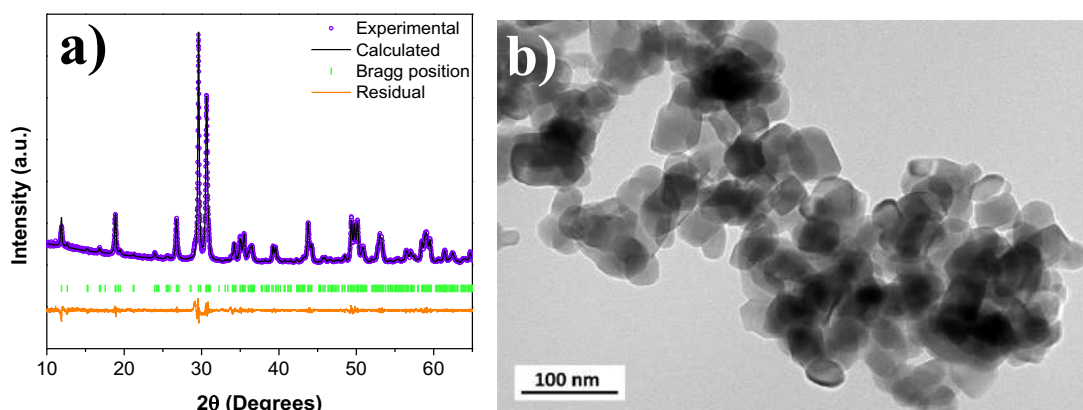 a)
Experimental
Calculated
Bragg position
Residual
Intensity (a.u.)
10 20 30 40 50 60
2θ (Degrees)
b)
100 nm